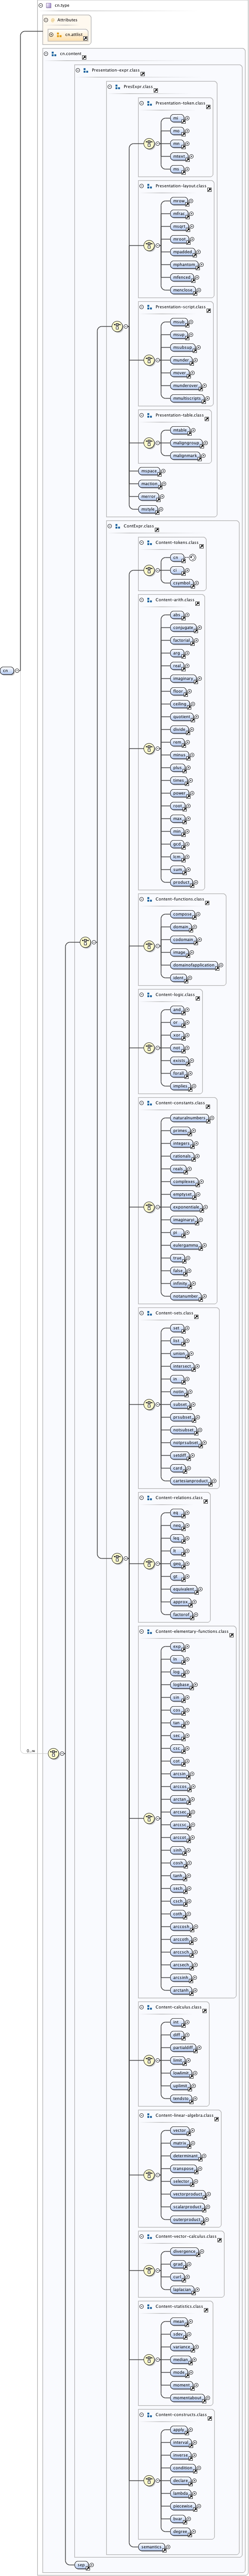 cn.type
Attributes
cn.attlist
cn.content
Presentation-expr.class
PresExpr.class
Presentation-token.class
mi
mo
mn
mtext
ms
Presentation-layout.class
mrow
mfrac
msqrt
mroot
mpadded
mphantom
mfenced
menclose
Presentation-script.class
msub
msup
msubsup
munder
mover
munderover
mmultiscripts
Presentation-table.class
mtable
maligngroup
malignmark
mspace
maction
merror
mstyle
ContExpr.class
Content-tokens.class
cn
ci
csymbol
Content-arith.class
abs
conjugate
factorial
arg
real
imaginary
floor
ceiling
quotient
divide
rem
minus
plus
times
power
root
max
min
gcd
lcm
sum
product
cn
Content-functions.class
compose
domain
codomain
image
domainofapplication
ident
Content-logic.class
and
or
xor
not
exists
forall
implies
Content-constants.class
naturalnumbers
primes
integers
rationals
reals
complexes
emptyset
exponentiale
imaginaryi
pi
eulergamma
true
false
infinity
notanumber
Content-sets.class
set
list
union
intersect
in
notin
subset
prsubset
notsubset
notprsubset
setdiff
card
cartesianproduct
Content-relations.class
eq
neq
leq
lt
geq
gt
equivalent
approx
factorof
Content-elementary-functions.class
exp
ln
log
logbase
sin
cos
tan
sec
csc
cot
arcsin
arccos
arctan
arcsec
arccsc
arccot
sinh
cosh
tanh
sech
csch
coth
arccosh
arccoth
arccsch
arcsech
arcsinh
arctanh
0..∞
Content-calculus.class
int
diff
partialdiff
limit
lowlimit
uplimit
tendsto
Content-linear-algebra.class
vector
matrix
determinant
transpose
selector
vectorproduct
scalarproduct
outerproduct
Content-vector-calculus.class
divergence
grad
curl
laplacian
Content-statistics.class
mean
sdev
variance
median
mode
moment
momentabout
Content-constructs.class
apply
interval
inverse
condition
declare
lambda
piecewise
bvar
degree
semantics
sep